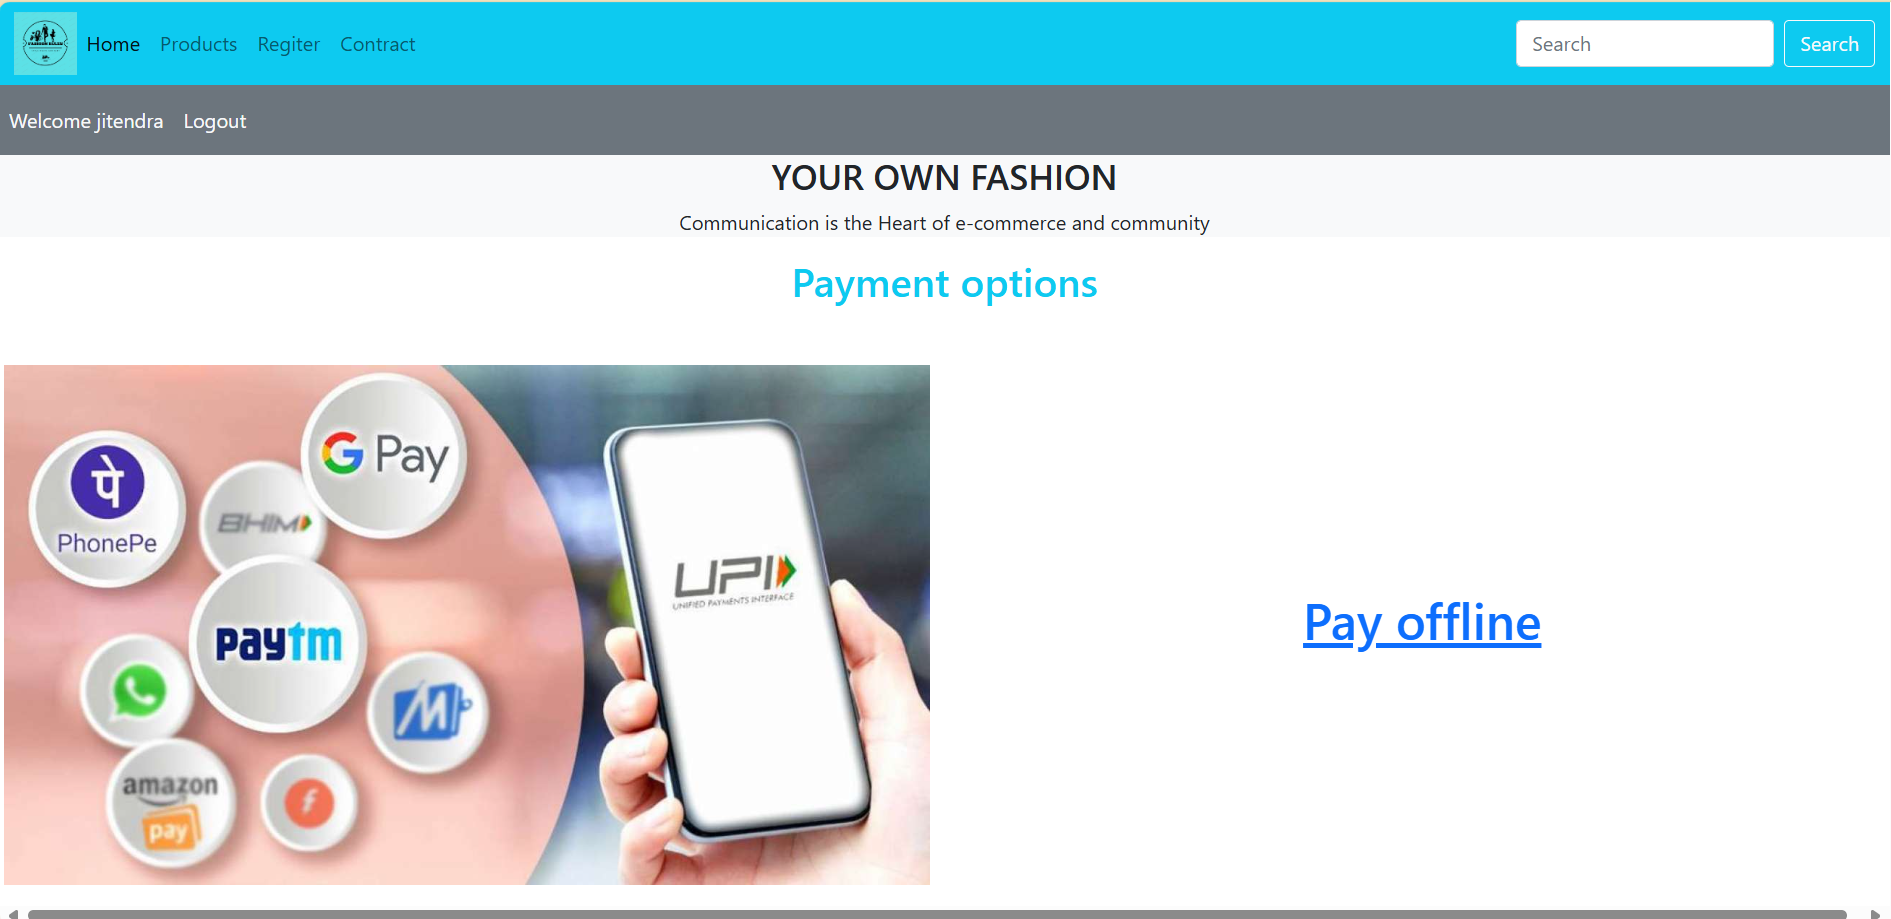 Home Products Regiter Contract
Search
Search
Welcome jitendra Logout
YOUR OWN FASHION
Communication is the Heart of e-commerce and community
Payment options
G Pay
पे
PhonePe
BHIM
UPI
UNIFIED PAYMENTS INTERFACE
paytm
Pay offline
amazon
pay